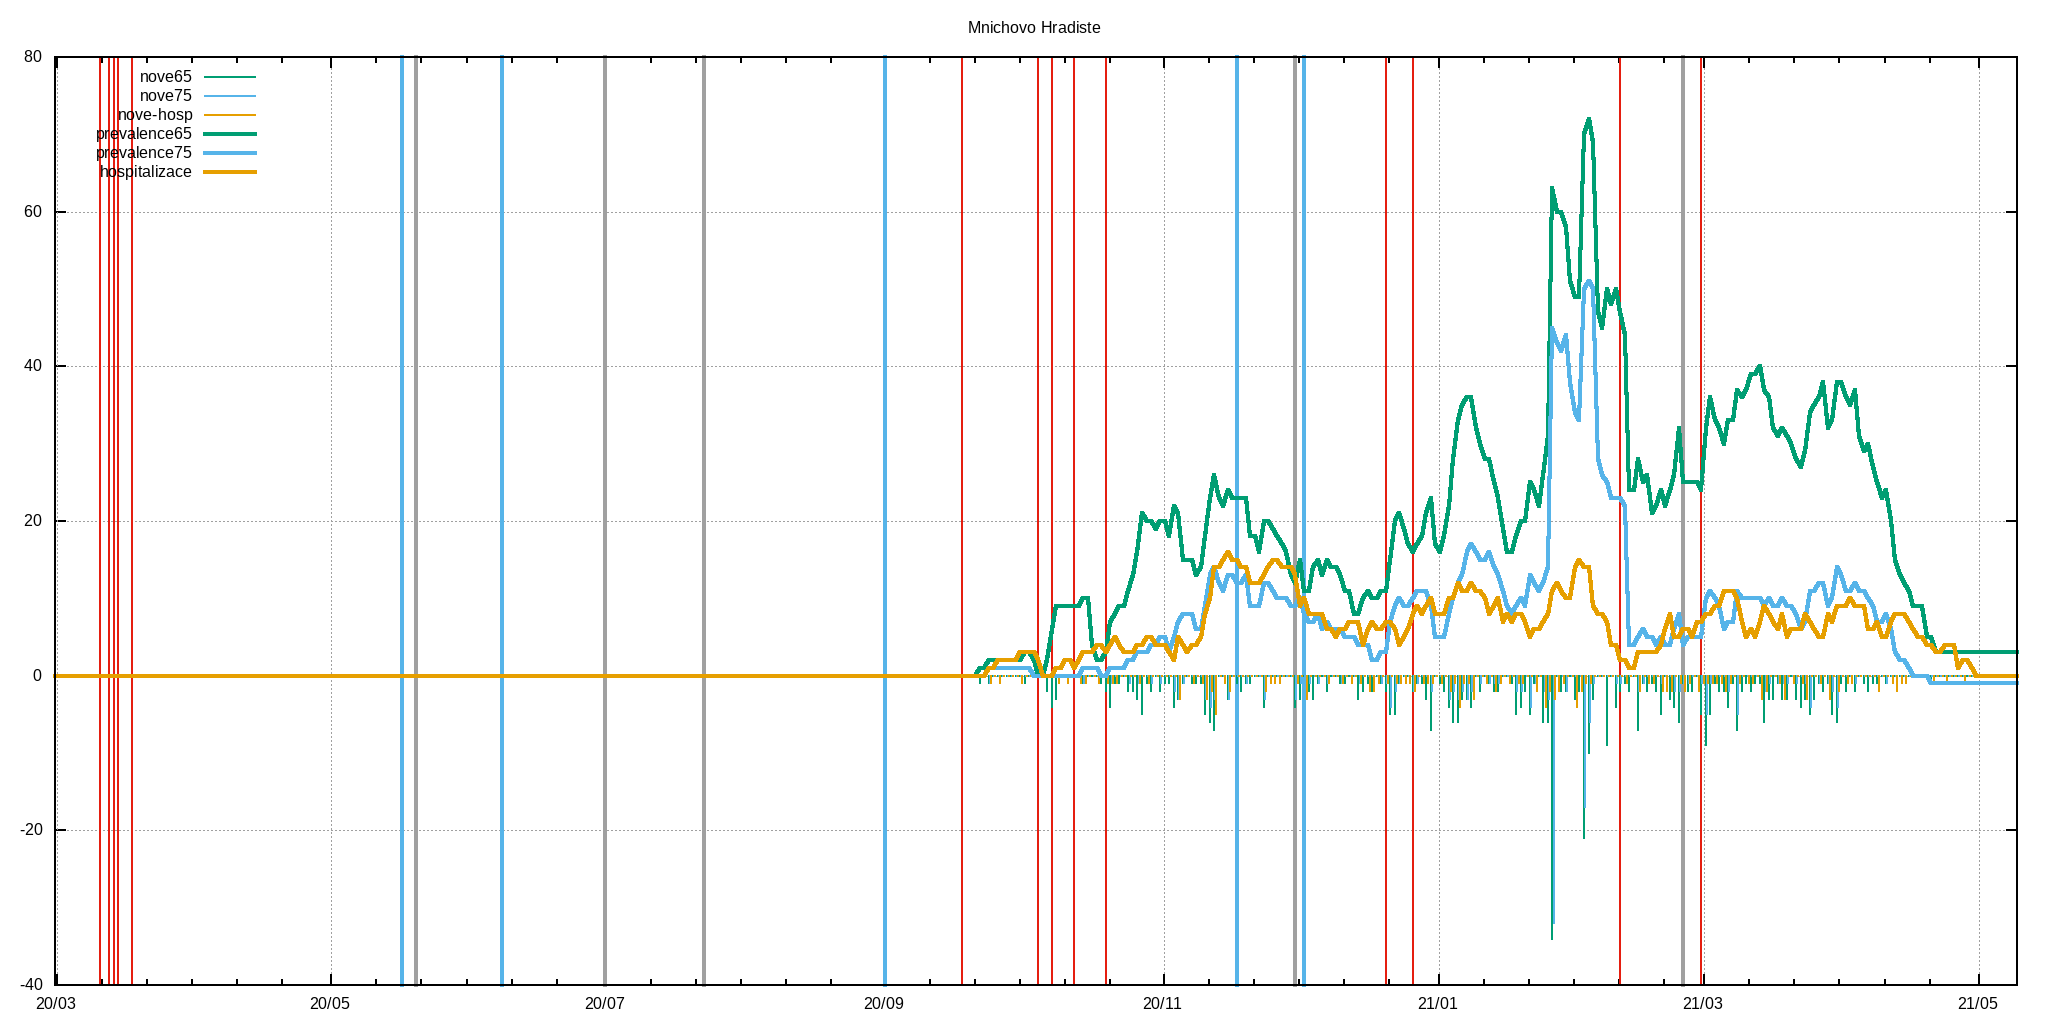 Mnichovo Hradiste
80
60
40
20
0
-20
-40
nove65
nove75
nove-hosp
prevalence65
prevalence75
hospitalizace
20/03 20/05 20/07 20/09 20/11 21/01 21/03 21/05